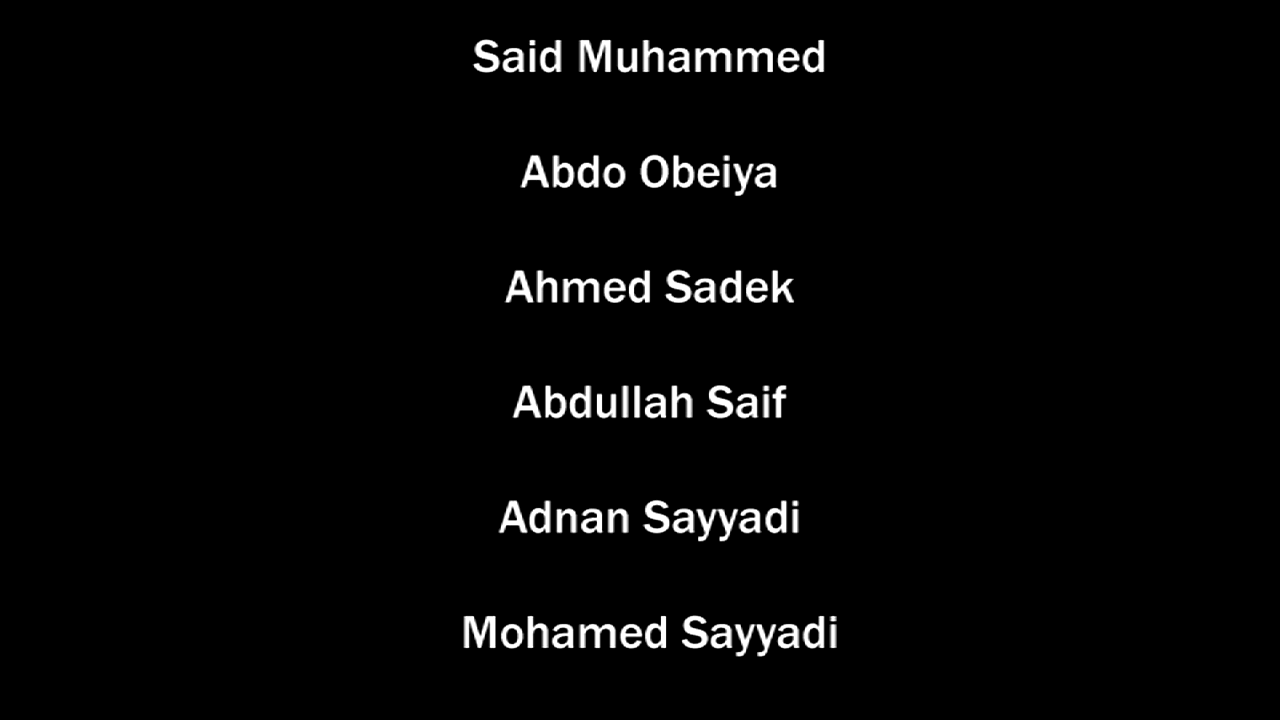 Said Muhammed
Abdo Obeiya
Ahmed Sadek
Abdullah Saif
Adnan Sayyadi
Mohamed Sayyadi